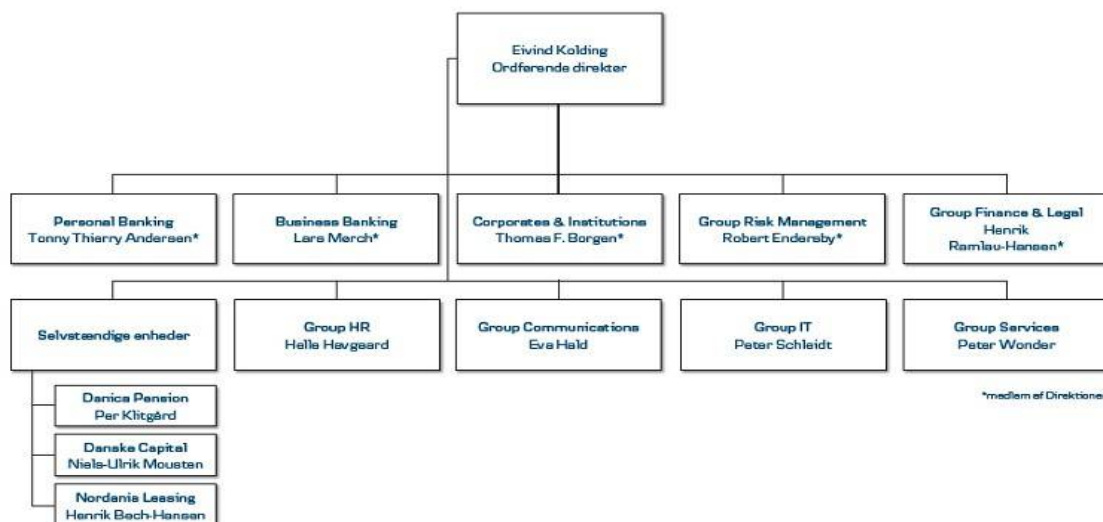 Eivind Kolding
Ordførende direktør
Personal Banking
Tonny Thierry Andersen*
Business Banking
Lars Mørch*
Corporates & Institutions
Thomas F. Borgen*
Group Risk Management
Robert Endersby*
Group Finance & Legal
Henrik
Ramlau-Hansen*
Selvstændige enheder
Group HR
Helle Havgaard
Group Communications
Eva Hald
Group IT
Peter Schleidt
Group Services
Peter Wonder
Danica Pension
Per Klitgård
Danske Capital
Niels-Ulrik Mousten
Nordania Leasing
Henrik Bach-Hansen
*medlem af Direktione